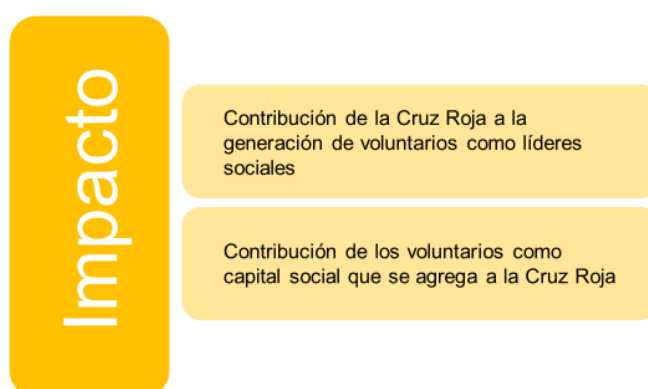 Impacto
Contribución de la Cruz Roja a la
generación de voluntarios como líderes
sociales
Contribución de los voluntarios como
capital social que se agrega a la Cruz Roja